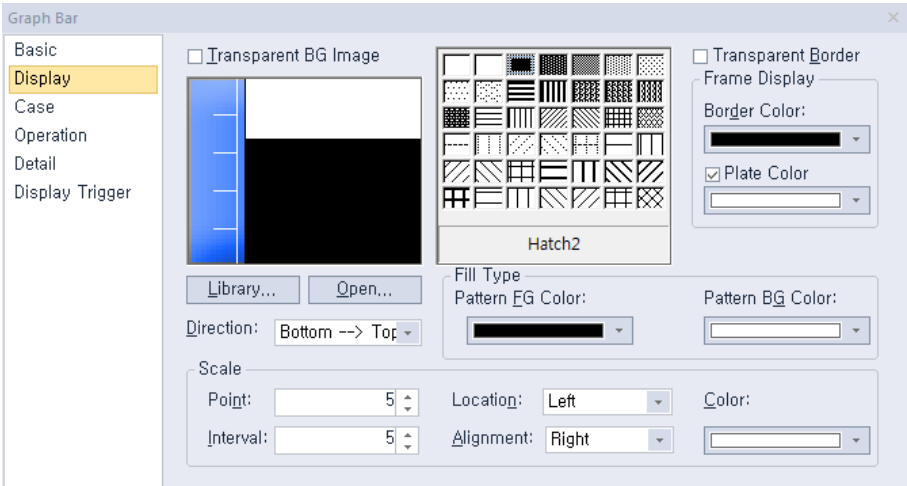 Graph Bar
Basic
Display
Case
Operation
Detail
Display Trigger
Transparent BG Image
Hatch2
Transparent Border
Frame Display
Border Color:
Plate Color
Library...
Open...
Direction:
Bottom --> Top
Fill Type
Pattern FG Color:
Pattern BG Color:
Scale
Point:
5
Location:
Left
Color:
Interval:
5
Alignment:
Right